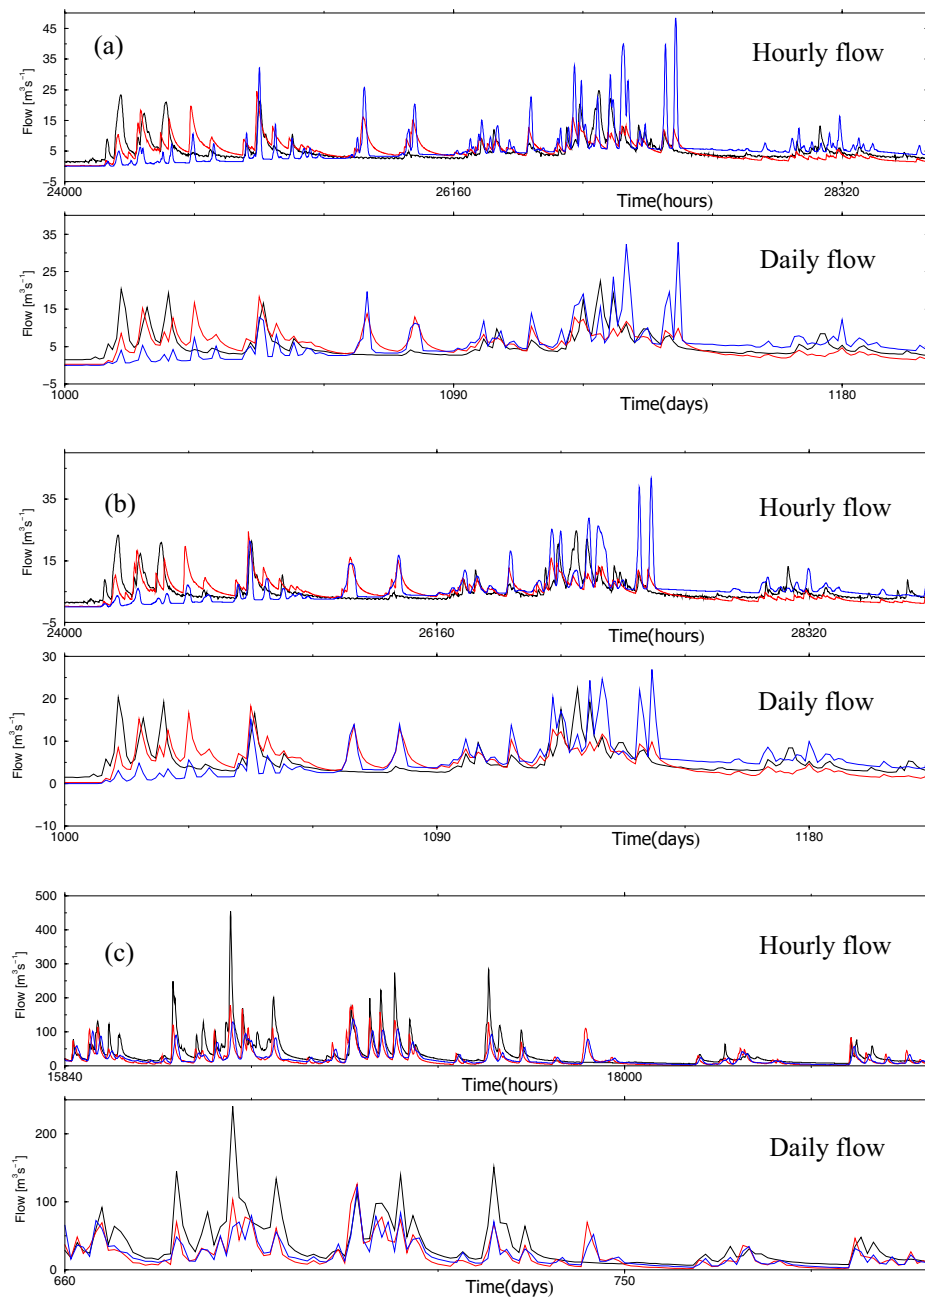 (a)
Hourly flow
Flow [m³s⁻¹]
45
35
25
15
5
−5
24000
26160
28320
Time(hours)
Daily flow
Flow [m³s⁻¹]
35
25
15
5
−5
1000
1090
1180
Time(days)
(b)
Hourly flow
Flow [m³s⁻¹]
35
15
5
−5
24000
26160
28320
Time(hours)
Daily flow
Flow [m³s⁻¹]
30
20
10
0
−10
1000
1090
1180
Time(days)
(c)
Hourly flow
Flow [m³s⁻¹]
500
400
300
200
100
0
15840
18000
Time(hours)
Daily flow
Flow [m³s⁻¹]
200
100
0
660
750
Time(days)